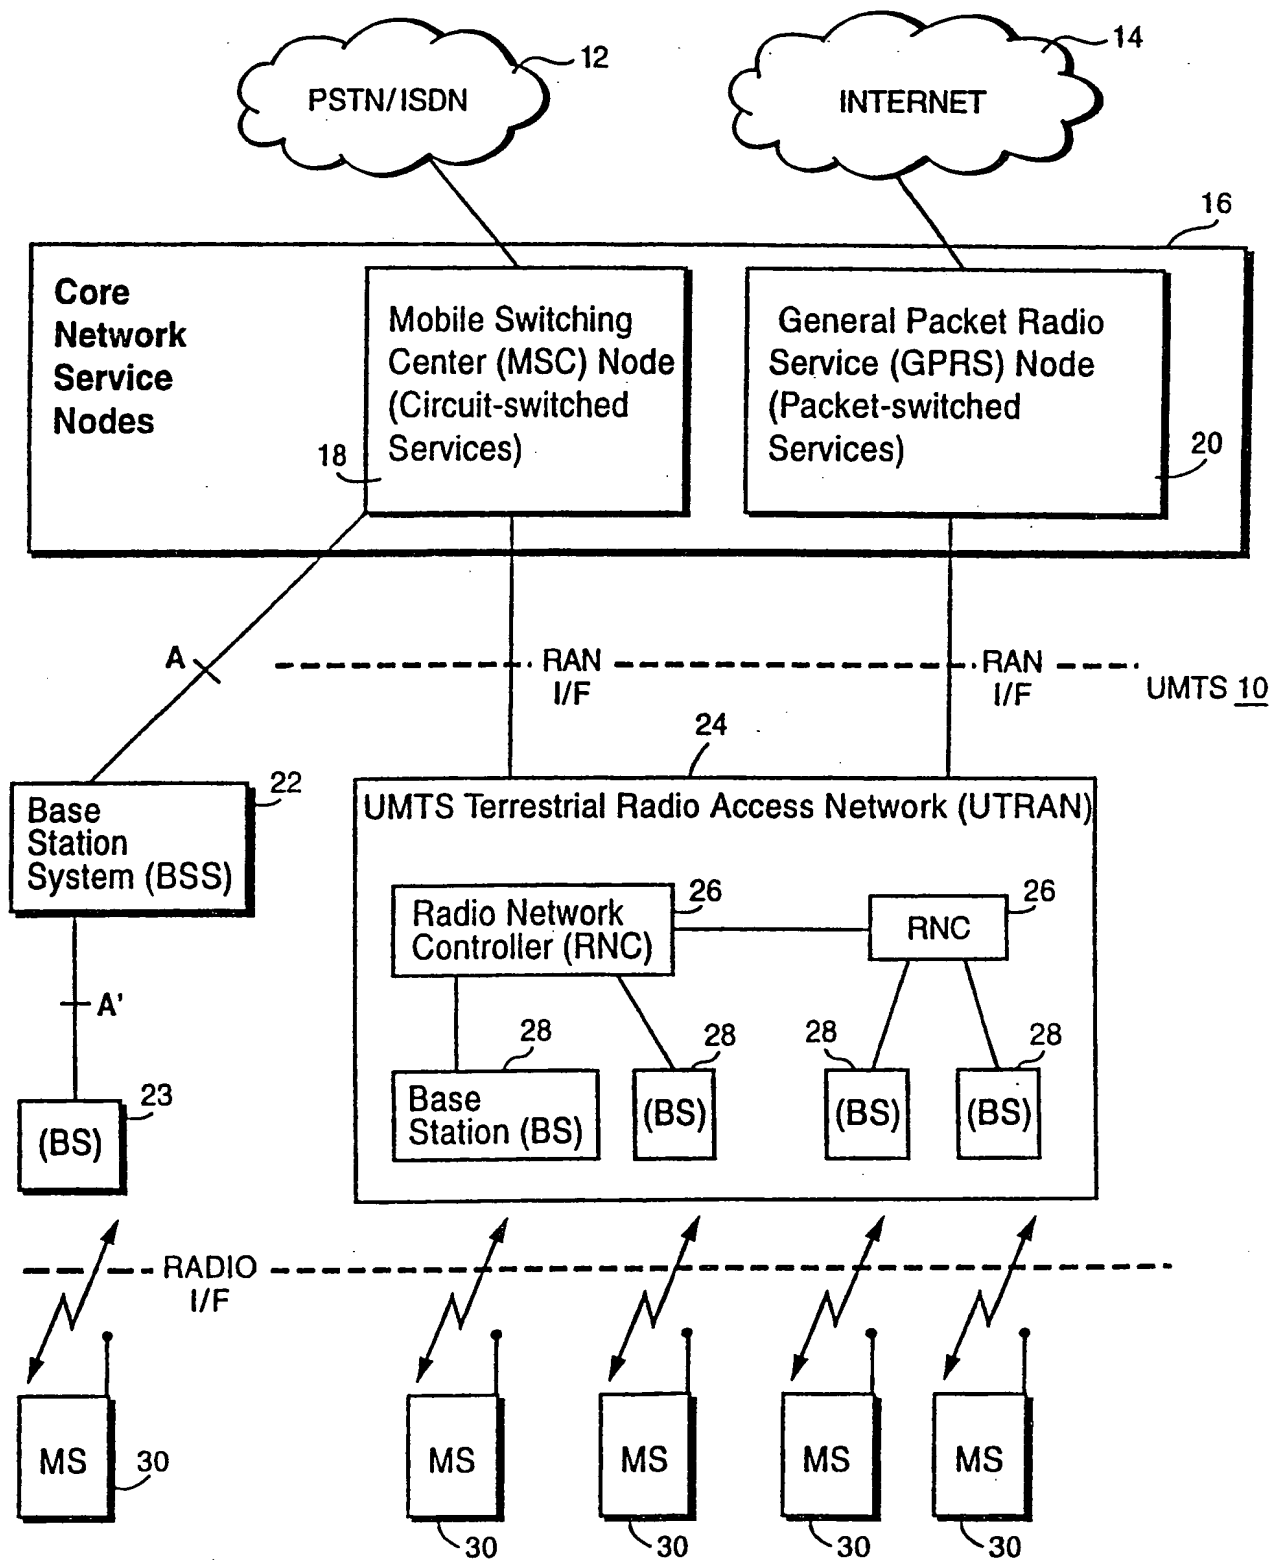 12
14
PSTN/ISDN
INTERNET
16
Core
Network
Service
Nodes
Mobile Switching
Center (MSC) Node
(Circuit-switched
Services)
18
General Packet Radio
Service (GPRS) Node
(Packet-switched
Services)
20
A
RAN
I/F
RAN
I/F
UMTS 10
24
22
Base
Station
System (BSS)
UMTS Terrestrial Radio Access Network (UTRAN)
26
Radio Network
Controller (RNC)
26
RNC
A'
28
28
28
28
23
(BS)
Base
Station (BS)
(BS)
(BS)
(BS)
RADIO
I/F
MS
30
MS
30
MS
30
MS
30
MS
30